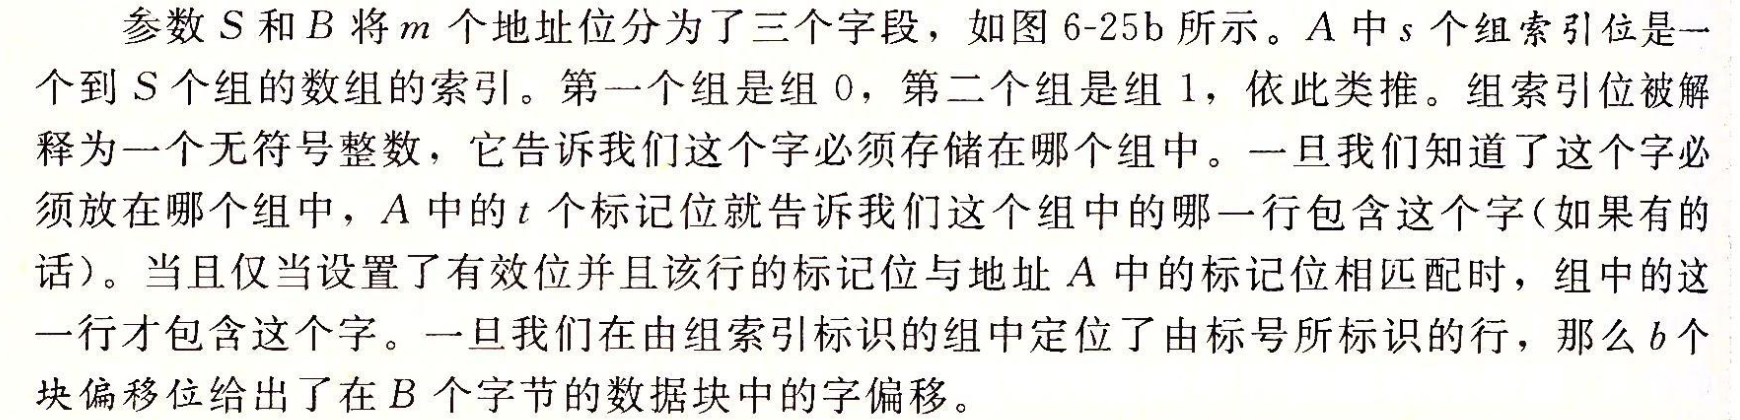 参数 S 和 B 将 m 个地址位分为了三个字段，如图 6-25b 所示。A 中 s 个组索引位是一
个到 S 个组的数组的索引。第一个组是组 0，第二个组是组 1，依此类推。组索引位被解
释为一个无符号整数，它告诉我们这个字必须存储在哪个组中。一旦我们知道了这个字必
须放在哪个组中，A 中的 t 个标记位就告诉我们这个组中的哪一行包含这个字（如果有的
话）。当且仅当设置了有效位并且该行的标记位与地址 A 中的标记位相匹配时，组中的这
一行才包含这个字。一旦我们在由组索引标识的组中定位了由标号所标识的行，那么 b 个
块偏移位给出了在 B 个字节的数据块中的字偏移。